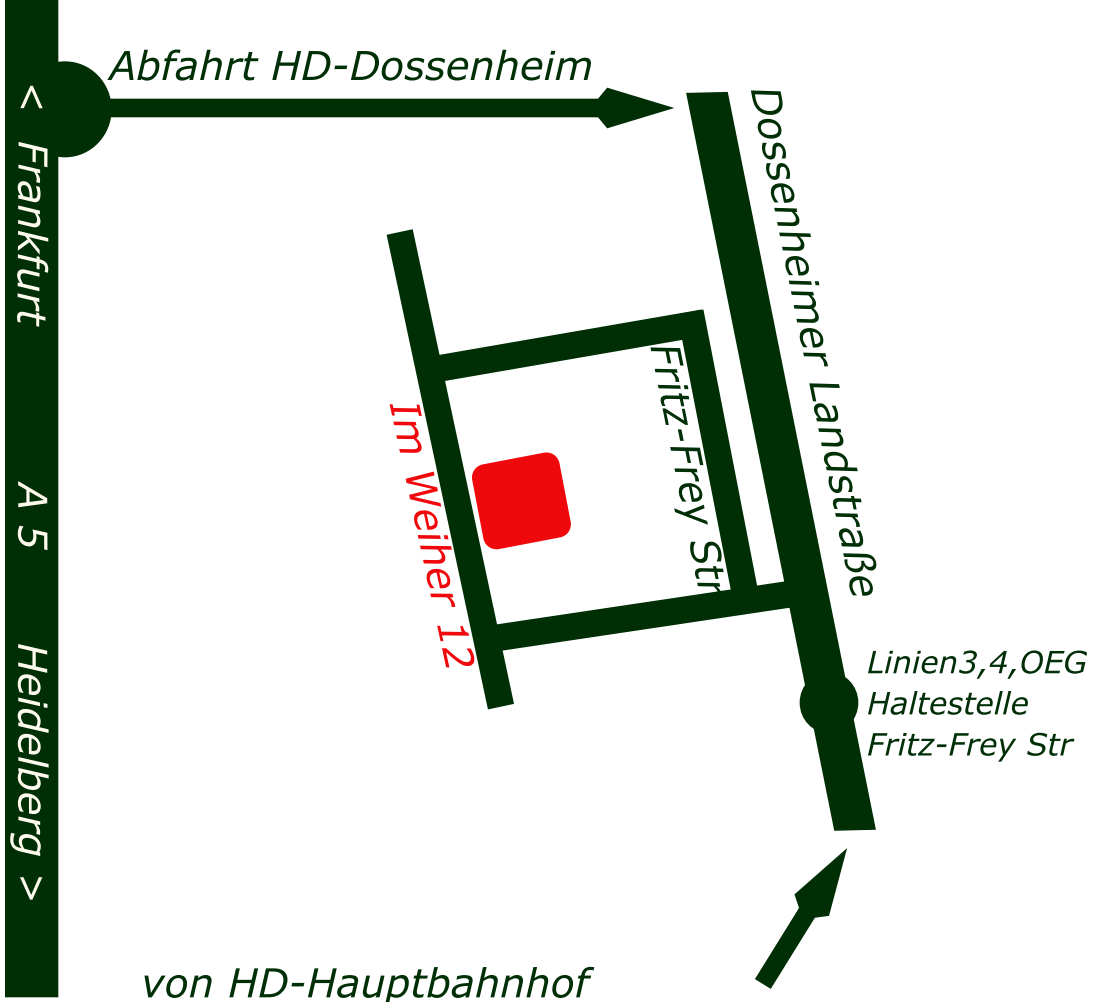 Abfahrt HD-Dossenheim
< Frankfurt A 5 Heidelberg >
Dossenheimer Landstraße
Fritz-Frey Str
Im Weiher 12
Linien3,4,OEG
Haltestelle
Fritz-Frey Str
von HD-Hauptbahnhof